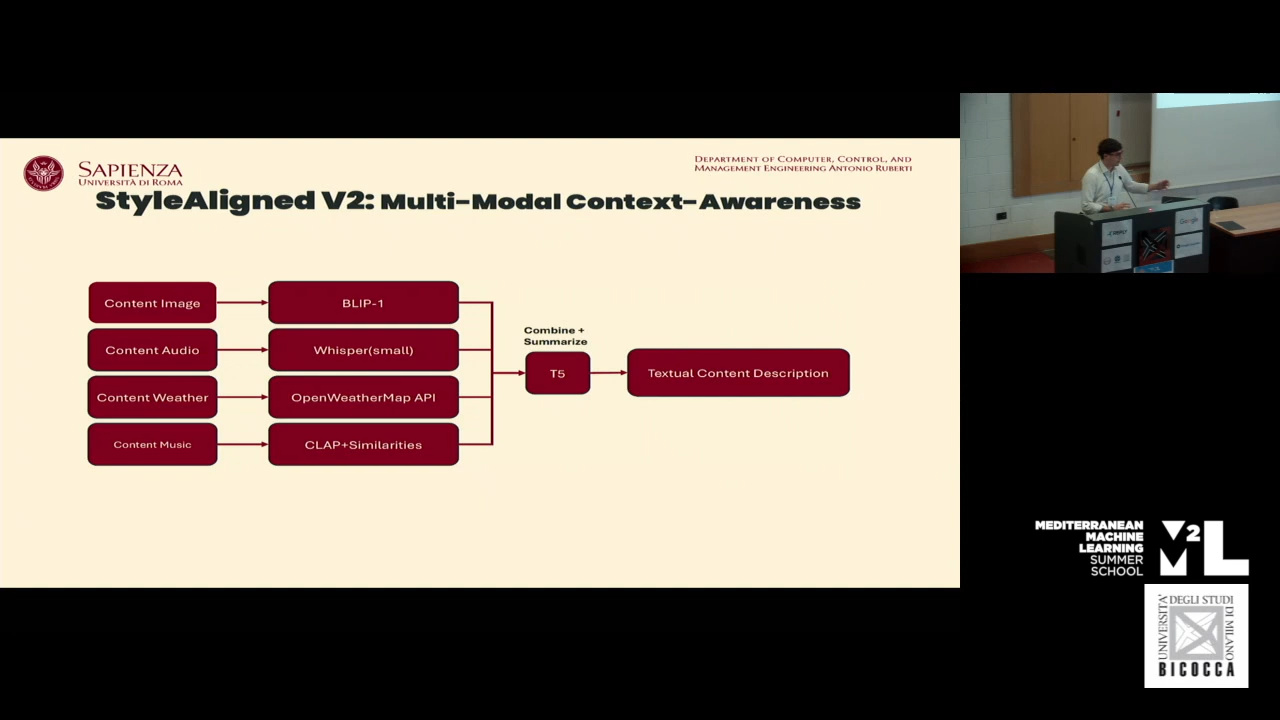 SAPIENZA
UNIVERSITÀ DI ROMA
DEPARTMENT OF COMPUTER, CONTROL, AND
MANAGEMENT ENGINEERING ANTONIO RUBERTI
StyleAligned V2: Multi-Modal Context-Awareness
Content Image
BLIP-1
Content Audio
Whisper(small)
Content Weather
OpenWeatherMap API
Content Music
CLAP+Similarities
Combine +
Summarize
T5
Textual Content Description
Google
MEDITERRANEAN
MACHINE
LEARNING
SUMMER
SCHOOL
M2L
UNIVERSITÀ
DEGLI STUDI
DI MILANO
BICOCCA